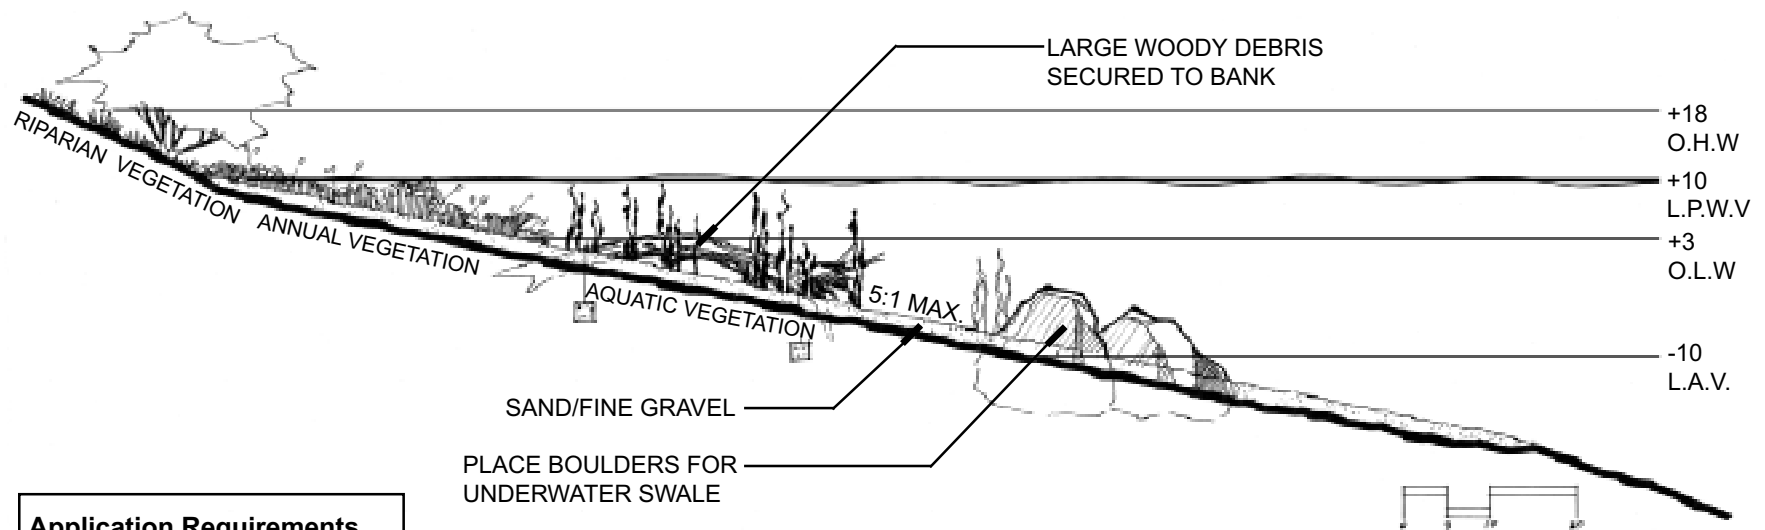 LARGE WOODY DEBRIS
SECURED TO BANK
+18
O.H.W
+10
L.P.W.V
+3
O.L.W
-10
L.A.V.
RIPARIAN VEGETATION
ANNUAL VEGETATION
AQUATIC VEGETATION
5:1 MAX.
SAND/FINE GRAVEL
PLACE BOULDERS FOR
UNDERWATER SWALE
Application Requirements